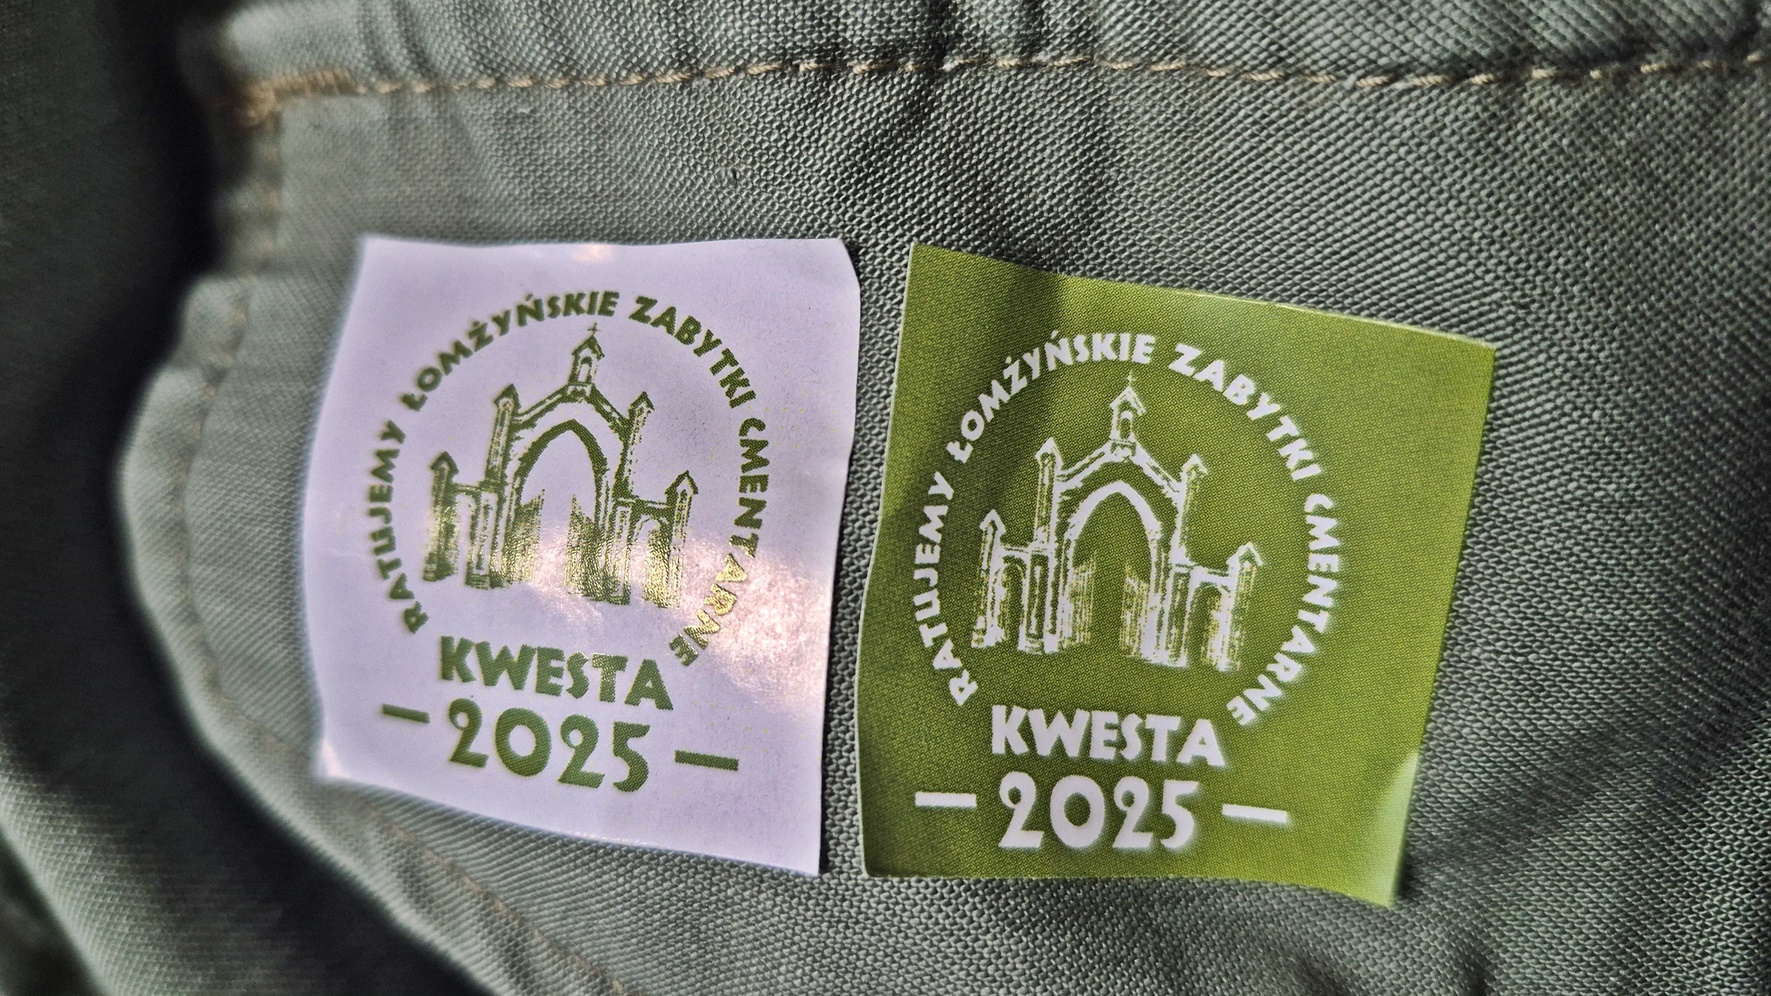 RATUJEMY ŁOMŻYŃSKIE ZABYTKI CMENTARNE
KWESTA
– 2025 –
RATUJEMY ŁOMŻYŃSKIE ZABYTKI CMENTARNE
KWESTA
– 2025 –